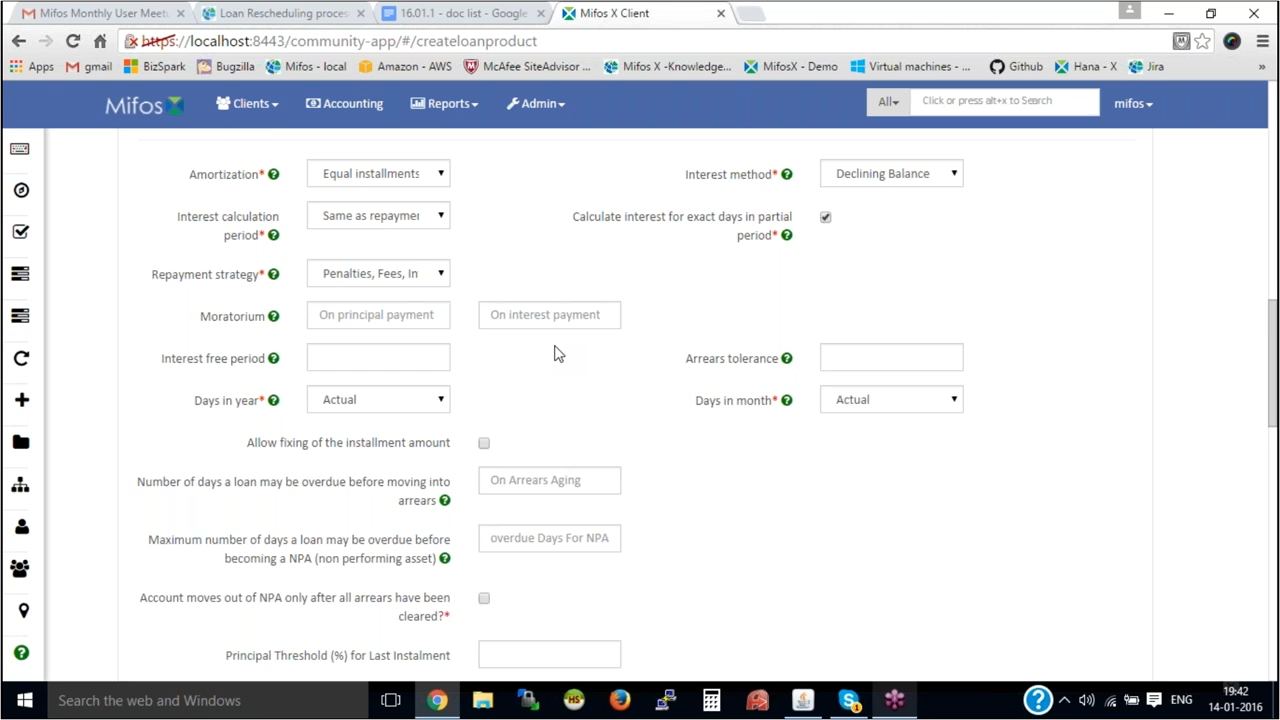 Mifos Monthly User Meetu
Loan Rescheduling proces
16.01.1 - doc list - Google
Mifos X Client
https://localhost:8443/community-app/#/createloanproduct
Apps
gmail
BizSpark
Bugzilla
Mifos - local
Amazon - AWS
McAfee SiteAdvisor ...
Mifos X -Knowledge...
MifosX - Demo
Virtual machines - ...
Github
Hana - X
Jira
»
Mifos
Clients
Accounting
Reports
Admin
All
Click or press alt+x to Search
mifos
Amortization*
Equal installments
Interest method*
Declining Balance
Interest calculation
period*
Same as repaymer
Calculate interest for exact days in partial
period*
Repayment strategy*
Penalties, Fees, In
Moratorium
On principal payment
On interest payment
Interest free period
Arrears tolerance
Days in year*
Actual
Days in month*
Actual
Allow fixing of the installment amount
Number of days a loan may be overdue before moving into
arrears
On Arrears Aging
Maximum number of days a loan may be overdue before
becoming a NPA (non performing asset)
overdue Days For NPA
Account moves out of NPA only after all arrears have been
cleared?*
Principal Threshold (%) for Last Instalment
Search the web and Windows
HS
1
ENG
19:42
14-01-2016